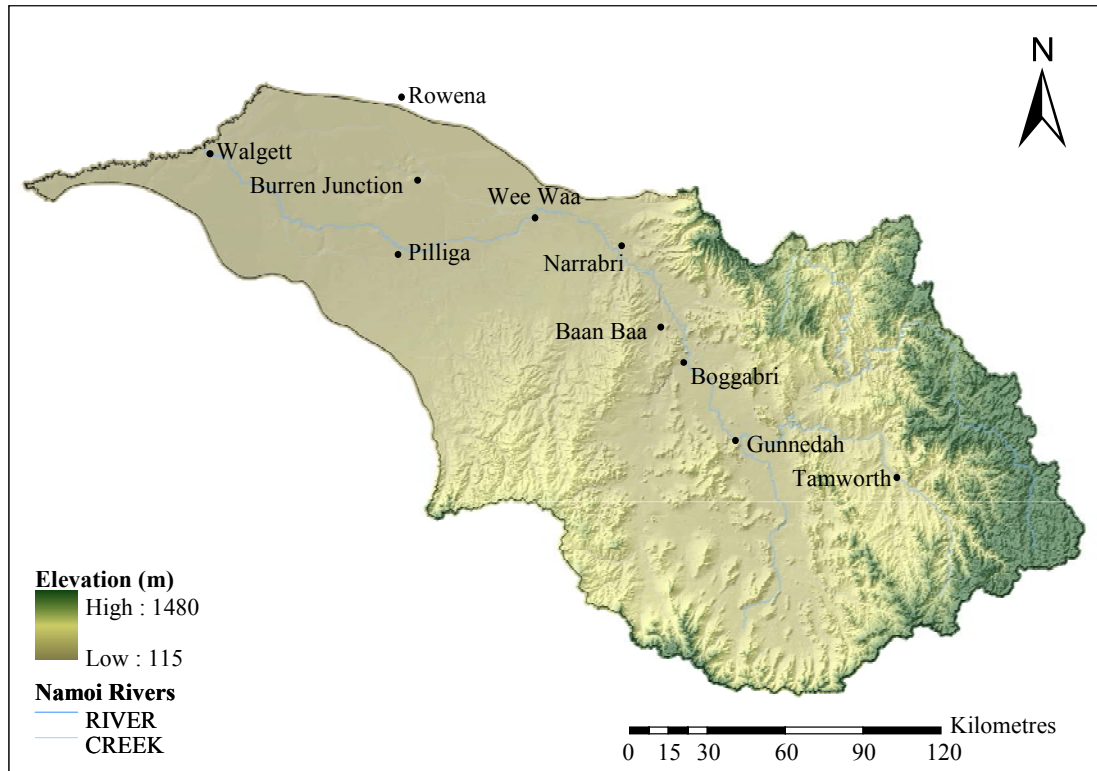 N
Rowena
Walgett
Burren Junction
Wee Waa
Pilliga
Narrabri
Baan Baa
Boggabri
Gunnedah
Tamworth
Elevation (m)
High : 1480
Low : 115
Namoi Rivers
RIVER
CREEK
Kilometres
0 15 30 60 90 120